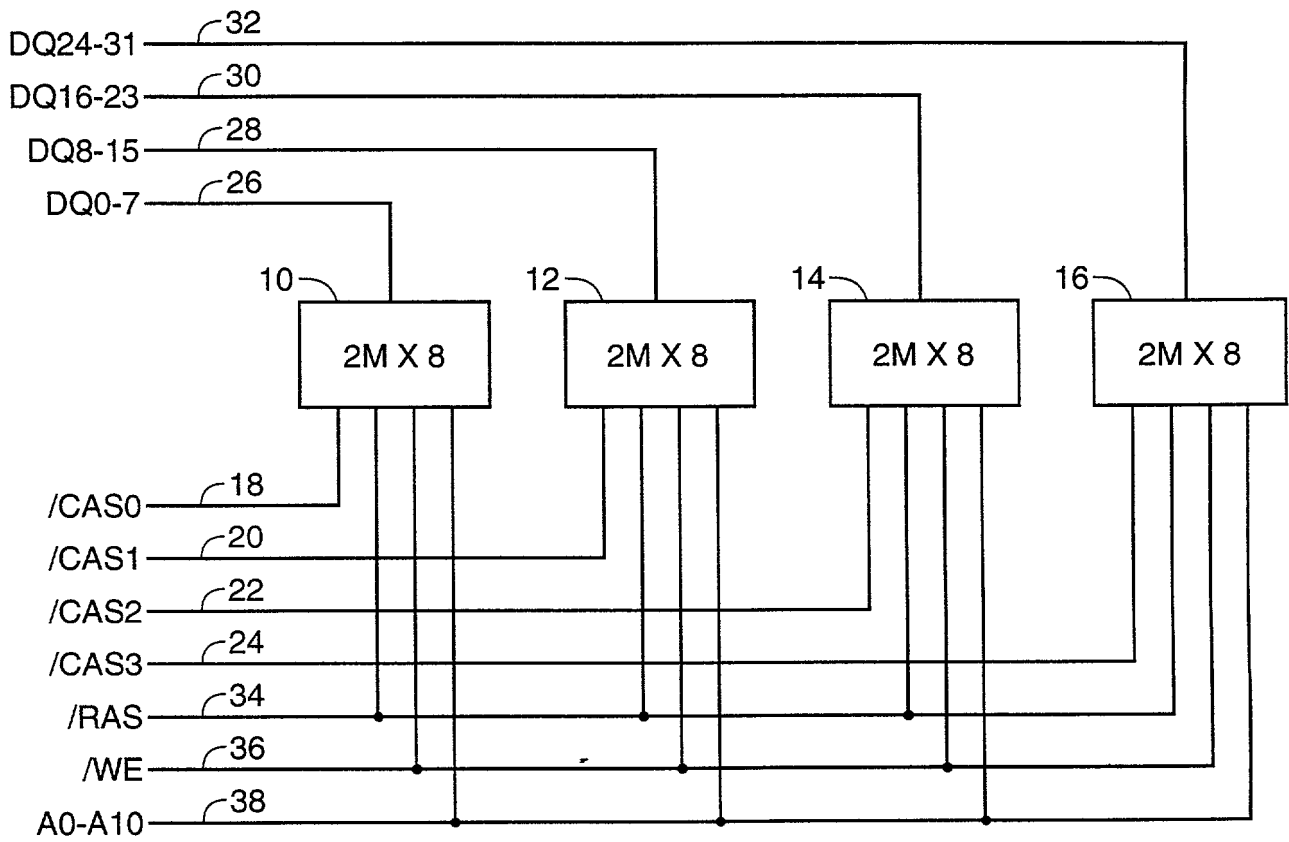 32
DQ24-31
30
DQ16-23
28
DQ8-15
26
DQ0-7
10
12
14
16
2M X 8
2M X 8
2M X 8
2M X 8
18
/CAS0
20
/CAS1
22
/CAS2
24
/CAS3
34
/RAS
36
/WE
38
A0-A10